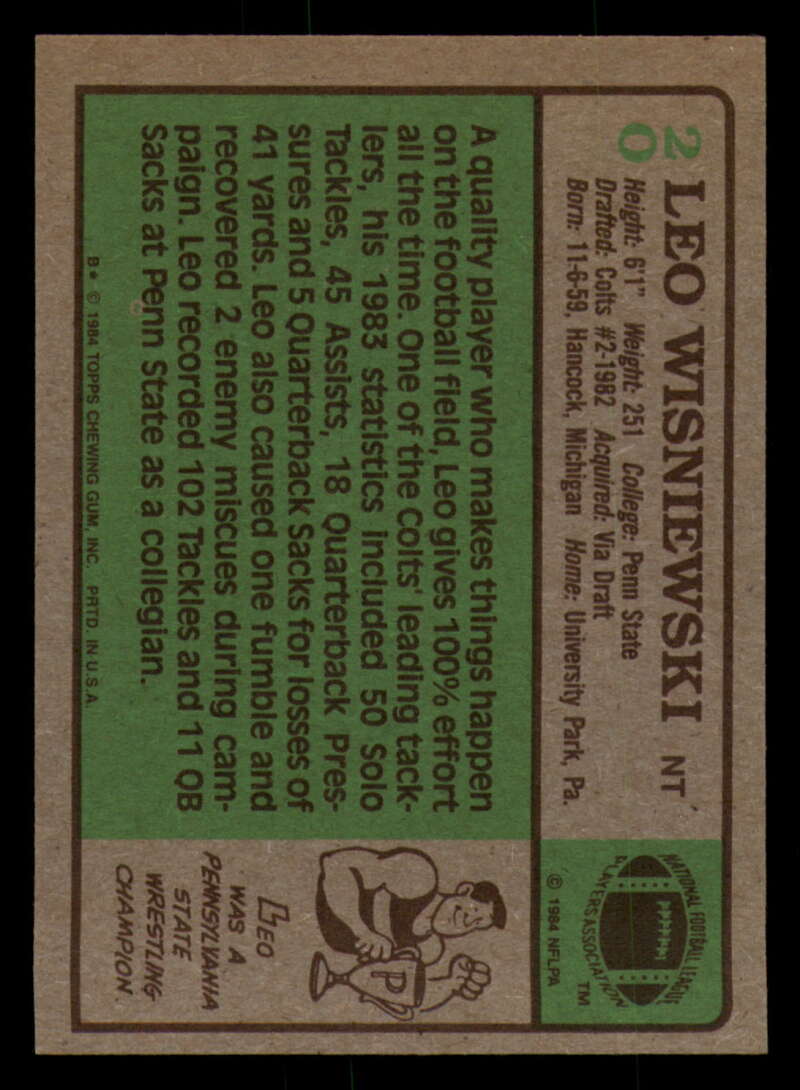 20
LEO WISNIEWSKI NT
Height: 6'1" Weight: 251 College: Penn State
Drafted: Colts #2-1982 Acquired: Via Draft
Born: 11-6-59, Hancock, Michigan Home: University Park, Pa.
NATIONAL FOOTBALL LEAGUE
PLAYERS ASSOCIATION
TM
© 1984 NFLPA
A quality player who makes things happen
on the football field, Leo gives 100% effort
all the time. One of the Colts' leading tack-
lers, his 1983 statistics included 50 Solo
Tackles, 45 Assists, 18 Quarterback Pres-
sures and 5 Quarterback Sacks for losses of
41 yards. Leo also caused one fumble and
recovered 2 enemy miscues during cam-
paign. Leo recorded 102 Tackles and 11 QB
Sacks at Penn State as a collegian.
P
LEO
WAS A
PENNSYLVANIA
STATE
WRESTLING
CHAMPION.
B* © 1984 TOPPS CHEWING GUM, INC. PRTD. IN U.S.A.